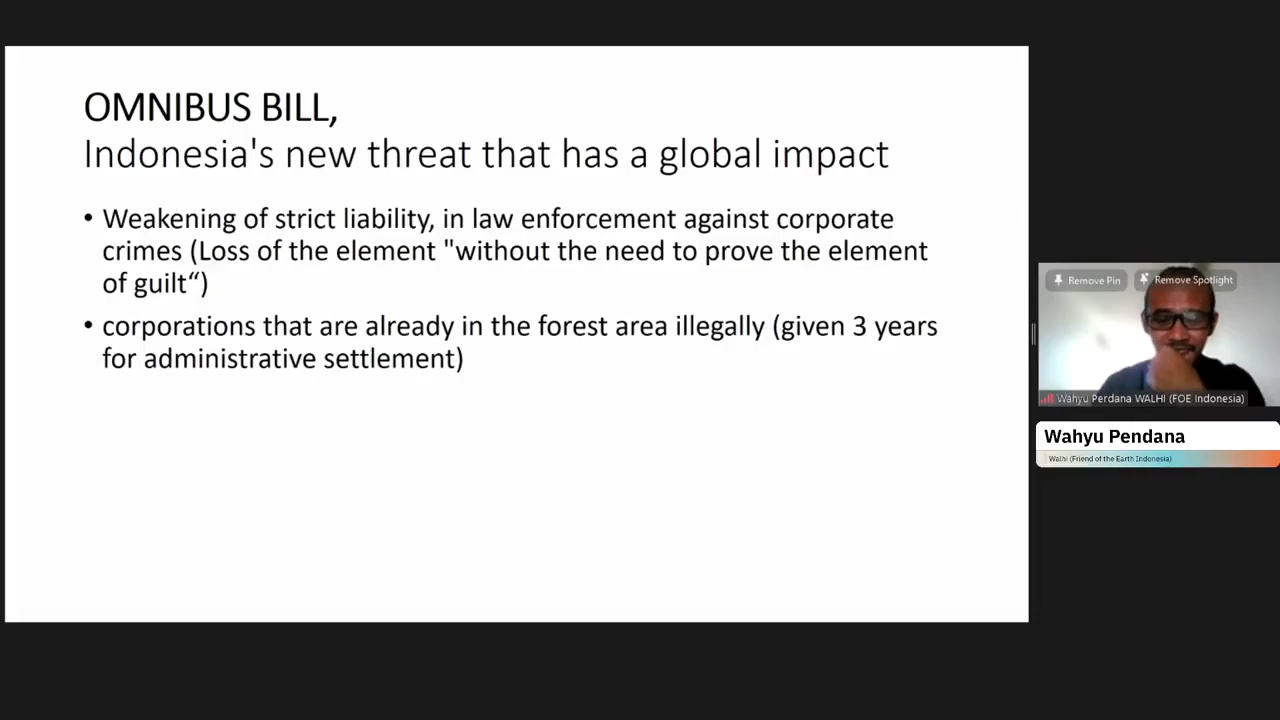 OMNIBUS BILL,
Indonesia's new threat that has a global impact
• Weakening of strict liability, in law enforcement against corporate
crimes (Loss of the element "without the need to prove the element
of guilt“)
• corporations that are already in the forest area illegally (given 3 years
for administrative settlement)
Remove Pin
Remove Spotlight
Wahyu Perdana WALHI (FOE Indonesia)
Wahyu Pendana
Walhi (Friend of the Earth Indonesia)